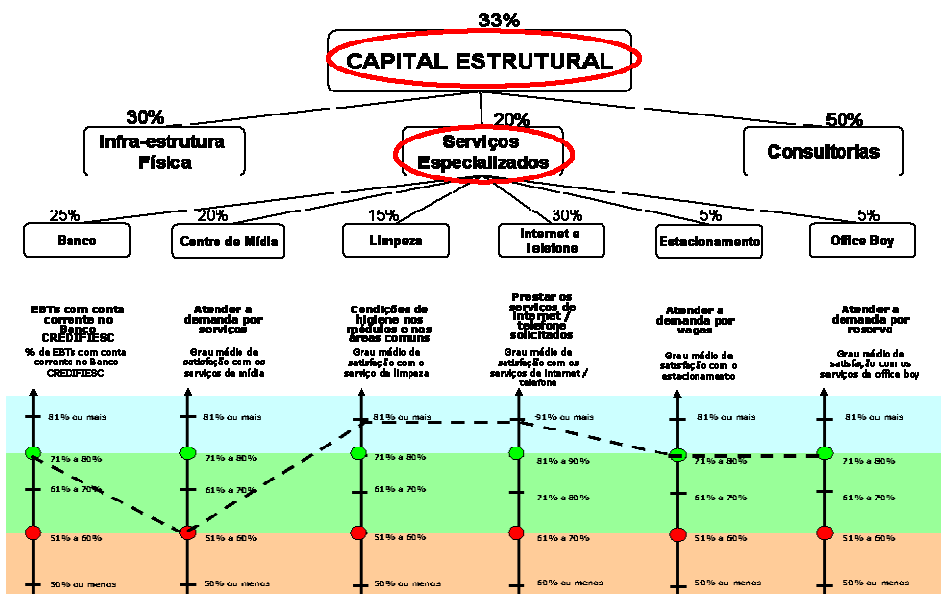 33%
CAPITAL ESTRUTURAL
30%
20%
50%
Infra-estrutura
Física
Serviços
Especializados
Consultorias
25%
20%
15%
30%
5%
5%
Banco
Centro de Mídia
Limpeza
Internet e
Telefone
Estacionamento
Office Boy
EBTs com conta
corrente no
Banco
CREDIFIESC
% de EBTs com conta
corrente no Banco
CREDIFIESC
Atender a
demanda por
serviços
Grau médio de
satisfação com os
serviços de mídia
Condições de
higiene nos
módulos e nas
áreas comuns
Grau médio de
satisfação com o
serviço de limpeza
Prestar os
serviços de
Internet /
telefone
solicitados
Grau médio de
satisfação com os
serviços de Internet /
telefone
Atender a
demanda por
vagas
Grau médio de
satisfação com o
estacionamento
Atender a
demanda por
reserva
Grau médio de
satisfação com os
serviços de office boy
81% ou mais
71% a 80%
61% a 70%
51% a 60%
50% ou menos
81% ou mais
71% a 80%
61% a 70%
51% a 60%
50% ou menos
81% ou mais
71% a 80%
61% a 70%
51% a 60%
50% ou menos
91% ou mais
81% a 90%
71% a 80%
61% a 70%
60% ou menos
81% ou mais
71% a 80%
61% a 70%
51% a 60%
50% ou menos
81% ou mais
71% a 80%
61% a 70%
51% a 60%
50% ou menos